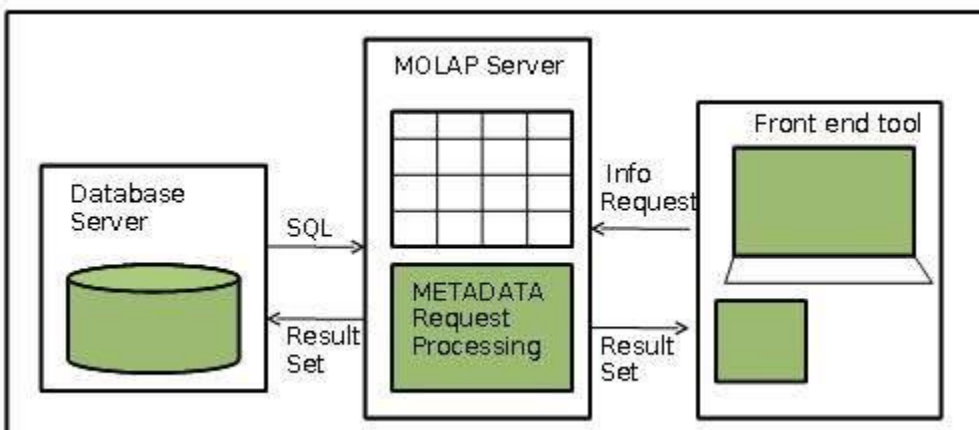 MOLAP Server
Front end tool
Database
Server
SQL
Info
Request
METADATA
Request
Processing
Result
Set
Result
Set